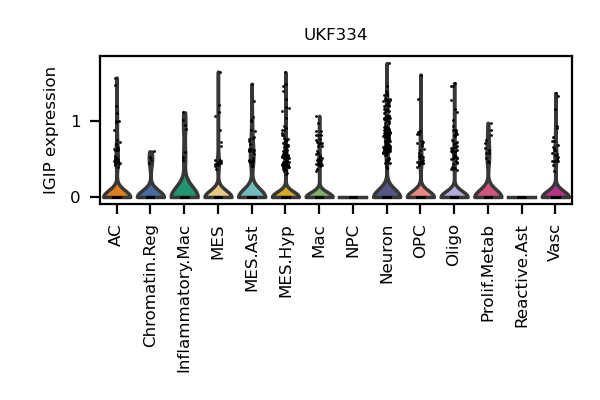 UKF334
IGIP expression
1
0
AC
Chromatin.Reg
Inflammatory.Mac
MES
MES.Ast
MES.Hyp
Mac
NPC
Neuron
OPC
Oligo
Prolif.Metab
Reactive.Ast
Vasc